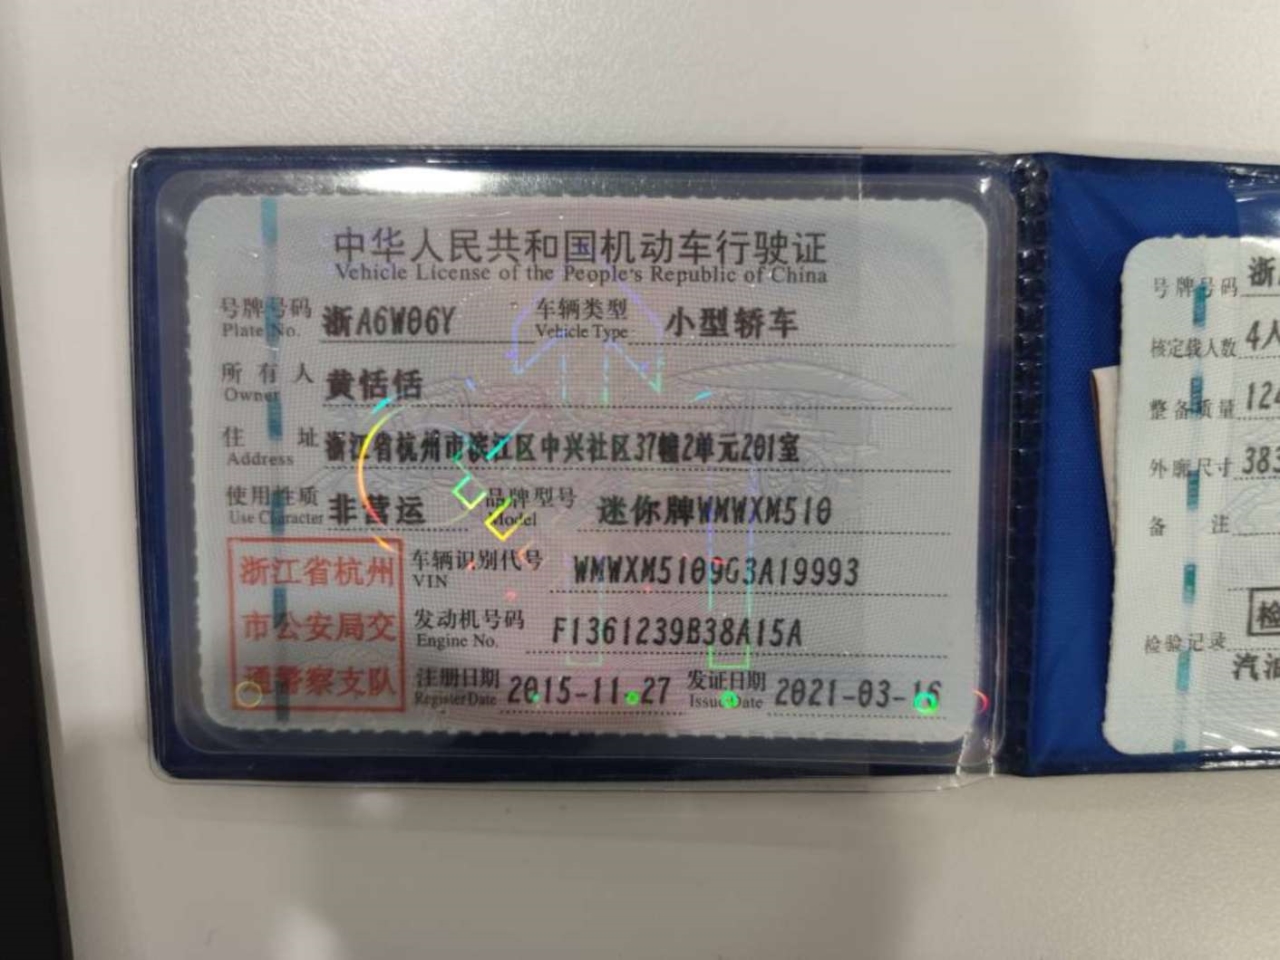 中华人民共和国机动车行驶证
Vehicle License of the People's Republic of China
号牌号码 浙A6W06Y 车辆类型 小型轿车
Plate No. Vehicle Type
所有人 黄恬恬
Owner
住址 浙江省杭州市滨江区中兴社区37幢2单元201室
Address
使用性质 非营运 品牌型号 迷你牌WMWXM510
Use Character Model
浙江省杭州
市公安局交
通警察支队
车辆识别代号 WMWXM5109G3A19993
VIN
发动机号码 F1361239B38A15A
Engine No.
注册日期 2015-11-27 发证日期 2021-03-16
Register Date Issue Date
号牌号码 浙
核定载人数 4人
整备质量 12
外廓尺寸 383
备注
检
检验记录
汽油